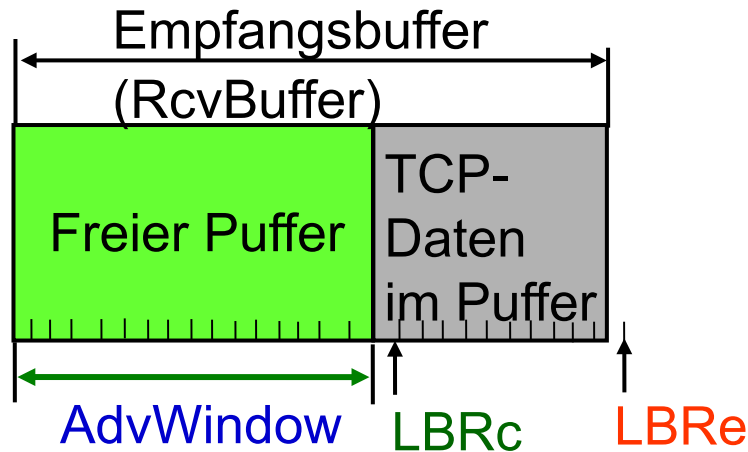 Empfangsbuffer
(RcvBuffer)
Freier Puffer
TCP-
Daten
im Puffer
AdvWindow
LBRc
LBRe